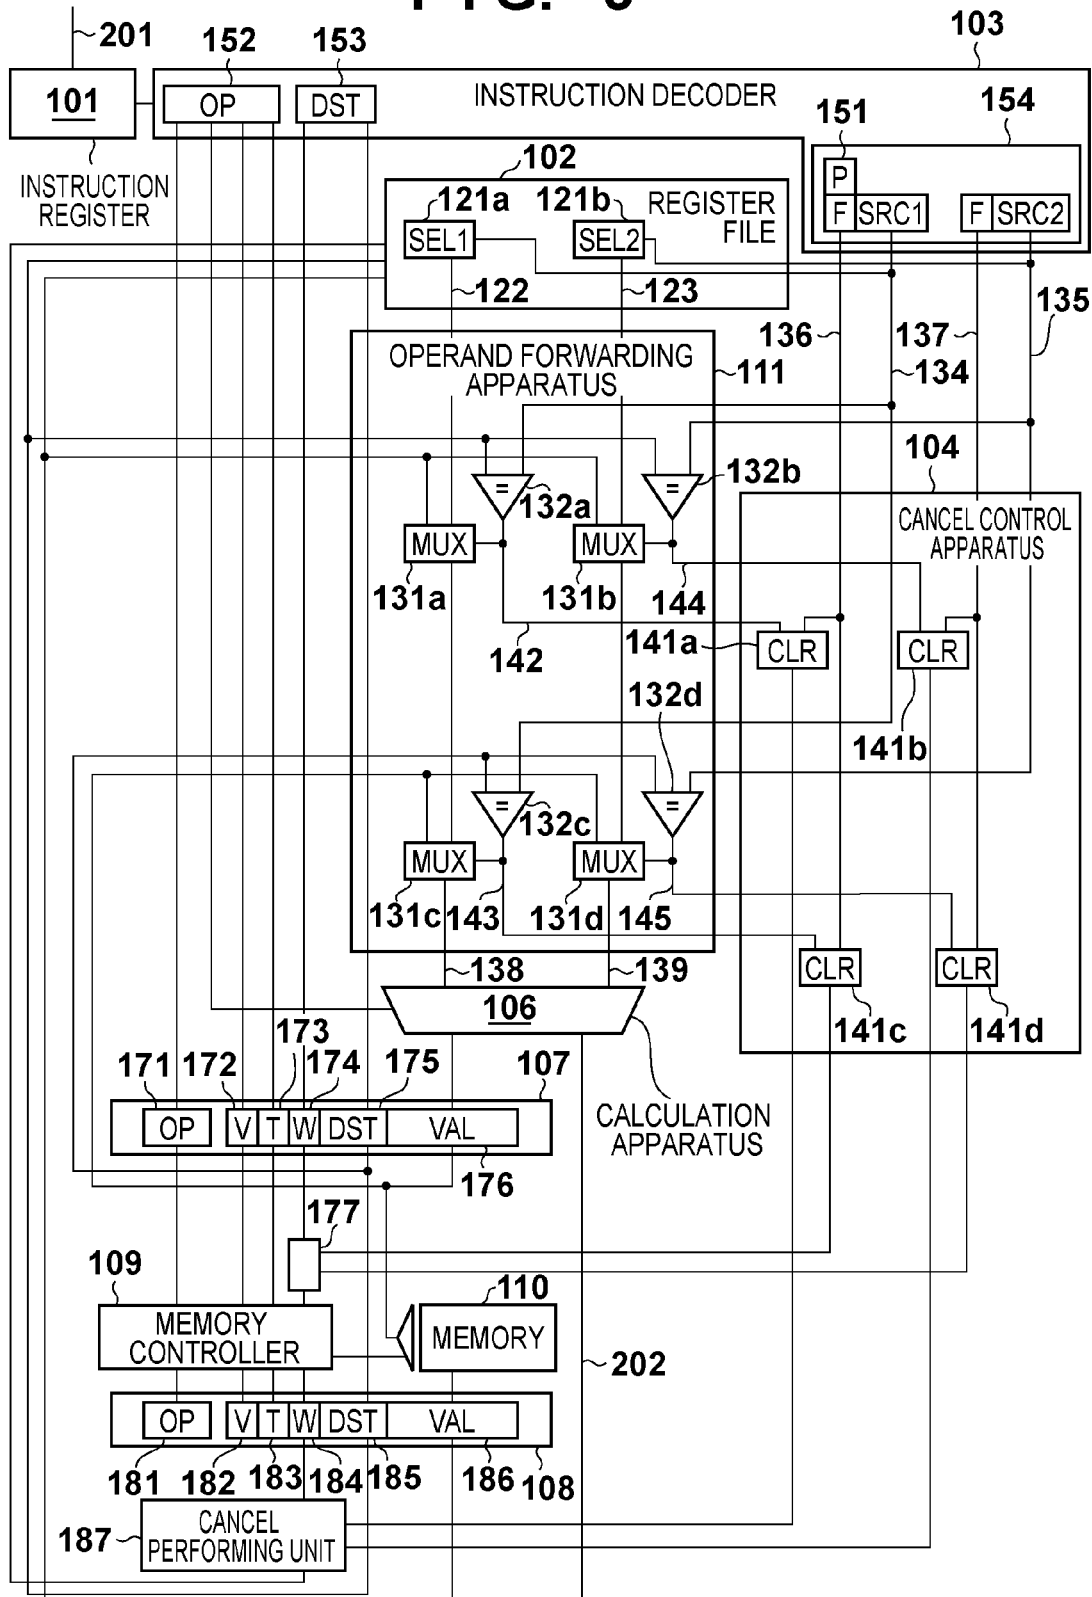 201
152
153
103
101
OP
DST
INSTRUCTION DECODER
151
154
INSTRUCTION
REGISTER
102
121a
121b
REGISTER
FILE
P
F SRC1
F SRC2
SEL1
SEL2
122
123
135
136
137
134
OPERAND FORWARDING
APPARATUS
111
104
132b
=
=
132a
CANCEL CONTROL
APPARATUS
MUX
MUX
131a
131b
144
142
141a
CLR
CLR
132d
141b
=
=
132c
MUX
MUX
131c
143
131d
145
138
139
CLR
CLR
106
141c
141d
173
171
172
174
175
107
OP
V T W DST VAL
CALCULATION
APPARATUS
176
177
109
110
MEMORY
CONTROLLER
MEMORY
202
OP
V T W DST VAL
181
182
183
184
185
186
108
187
CANCEL
PERFORMING UNIT